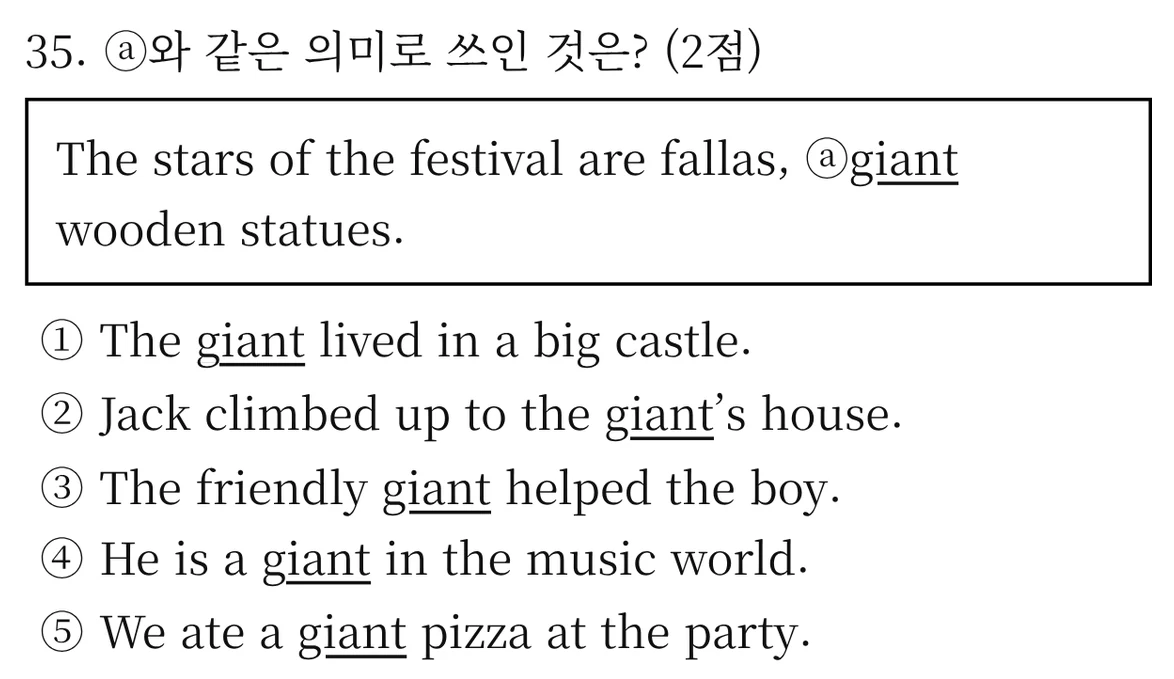 35. ⓐ와 같은 의미로 쓰인 것은? (2점)
The stars of the festival are fallas, ⓐgiant
wooden statues.
① The giant lived in a big castle.
② Jack climbed up to the giant’s house.
③ The friendly giant helped the boy.
④ He is a giant in the music world.
⑤ We ate a giant pizza at the party.